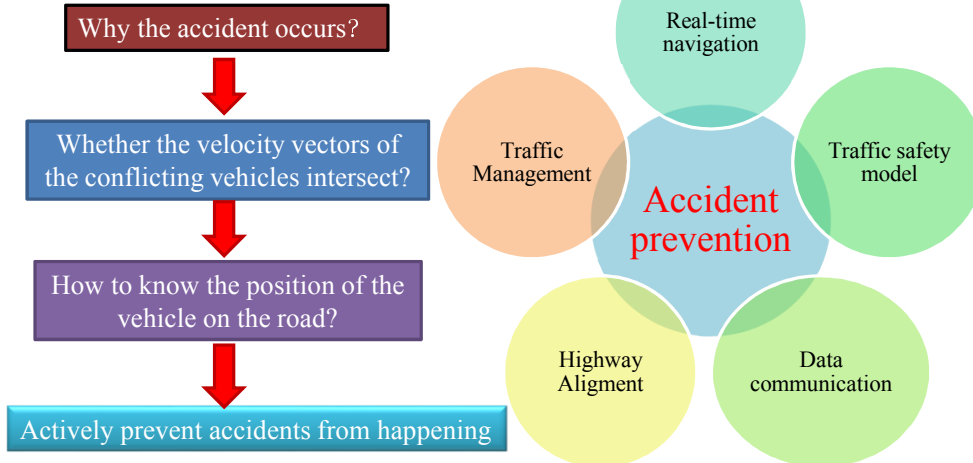 Why the accident occurs?
Whether the velocity vectors of
the conflicting vehicles intersect?
How to know the position of the
vehicle on the road?
Actively prevent accidents from happening
Real-time
navigation
Traffic
Management
Traffic safety
model
Accident
prevention
Highway
Aligment
Data
communication